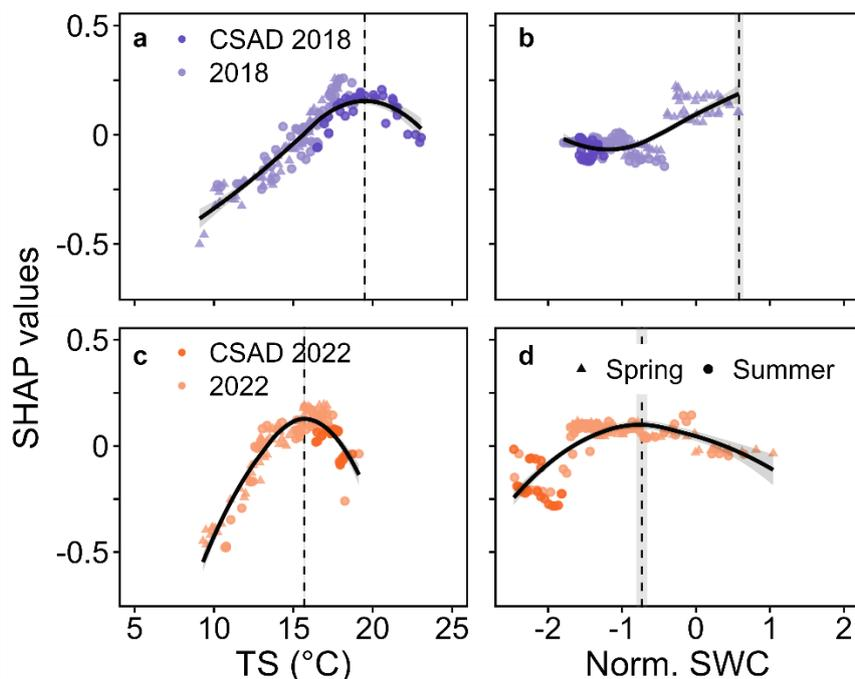 SHAP values
0.5
0
-0.5
a
CSAD 2018
2018
b
0.5
0
-0.5
c
CSAD 2022
2022
d
Spring
Summer
5 10 15 20 25
TS (°C)
-2 -1 0 1 2
Norm. SWC